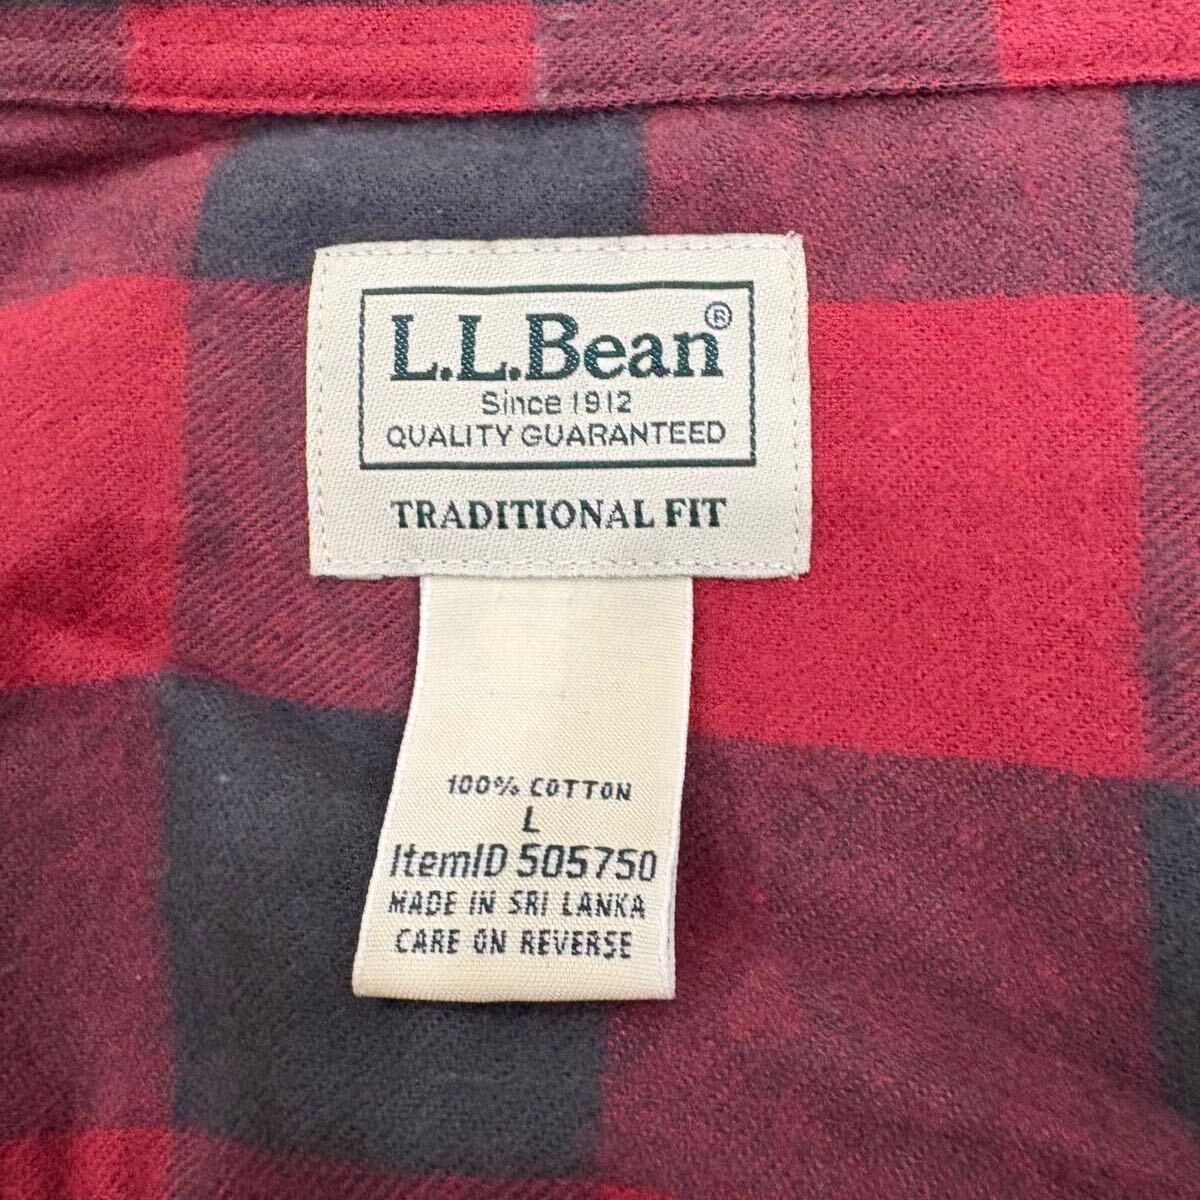 L.L.Bean®
Since 1912
QUALITY GUARANTEED
TRADITIONAL FIT
100% COTTON
L
ItemID 505750
MADE IN SRI LANKA
CARE ON REVERSE